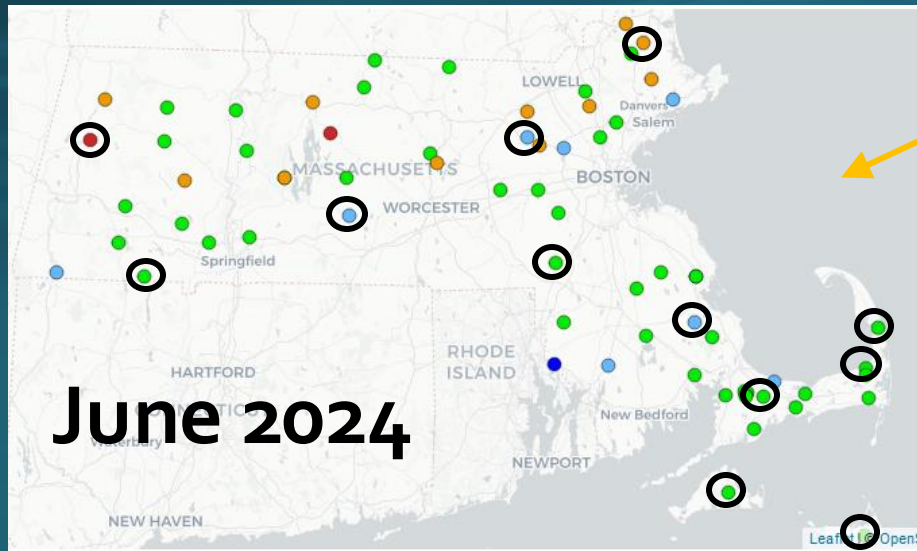 LOWELL
Danvers
Salem
MASSACHUSETTS
BOSTON
WORCESTER
Springfield
RHODE
ISLAND
HARTFORD
June 2024
New Bedford
NEWPORT
NEW HAVEN